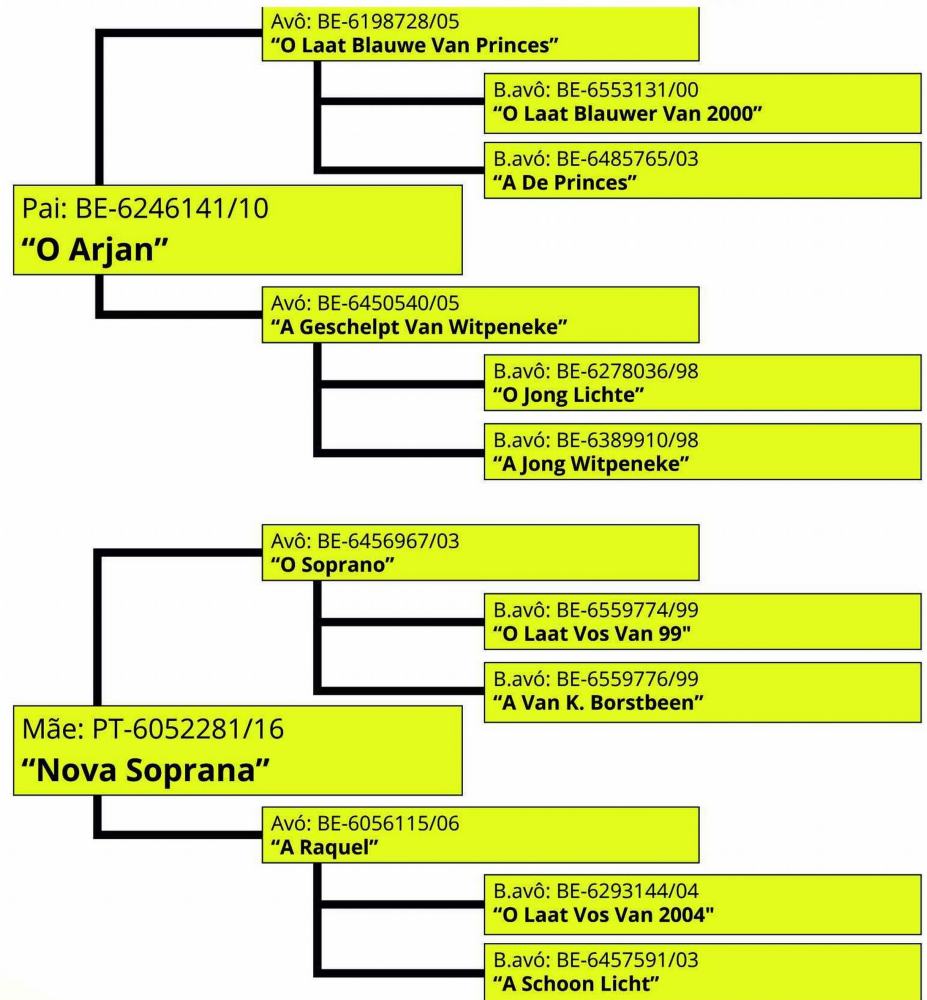 Avô: BE-6198728/05
“O Laat Blauwe Van Princes”
B.avô: BE-6553131/00
“O Laat Blauwer Van 2000”
B.avó: BE-6485765/03
“A De Princes”
Pai: BE-6246141/10
“O Arjan”
Avó: BE-6450540/05
“A Geschelpt Van Witpeneke”
B.avô: BE-6278036/98
“O Jong Lichte”
B.avó: BE-6389910/98
“A Jong Witpeneke”
Avô: BE-6456967/03
“O Soprano”
B.avô: BE-6559774/99
“O Laat Vos Van 99"
B.avó: BE-6559776/99
“A Van K. Borstbeen”
Mãe: PT-6052281/16
“Nova Soprana”
Avó: BE-6056115/06
“A Raquel”
B.avô: BE-6293144/04
“O Laat Vos Van 2004"
B.avó: BE-6457591/03
“A Schoon Licht”